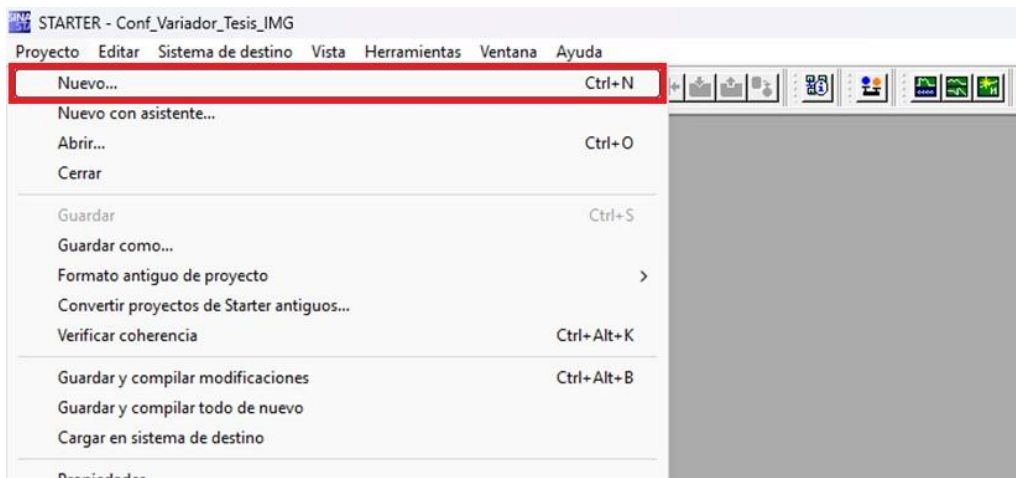 STARTER - Conf_Variador_Tesis_IMG
Proyecto Editar Sistema de destino Vista Herramientas Ventana Ayuda
Nuevo... Ctrl+N
Nuevo con asistente...
Abrir... Ctrl+O
Cerrar
Guardar Ctrl+S
Guardar como...
Formato antiguo de proyecto >
Convertir proyectos de Starter antiguos...
Verificar coherencia Ctrl+Alt+K
Guardar y compilar modificaciones Ctrl+Alt+B
Guardar y compilar todo de nuevo
Cargar en sistema de destino